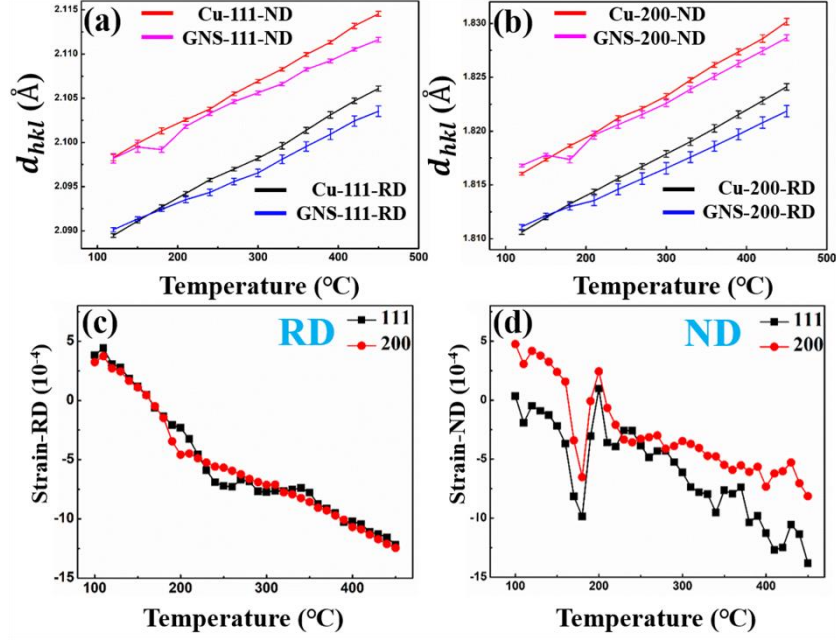 (a)
Cu-111-ND
GNS-111-ND
Cu-111-RD
GNS-111-RD
2.115
2.110
2.105
2.100
2.095
2.090
d_hkl (Å)
100 200 300 400 500
Temperature (°C)
(b)
Cu-200-ND
GNS-200-ND
Cu-200-RD
GNS-200-RD
1.830
1.825
1.820
1.815
1.810
d_hkl (Å)
100 200 300 400 500
Temperature (°C)
(c)
RD
111
200
5
0
-5
-10
-15
Strain-RD (10⁻⁴)
100 200 300 400
Temperature (°C)
(d)
ND
111
200
5
0
-5
-10
-15
Strain-ND (10⁻⁴)
100 200 300 400
Temperature (°C)